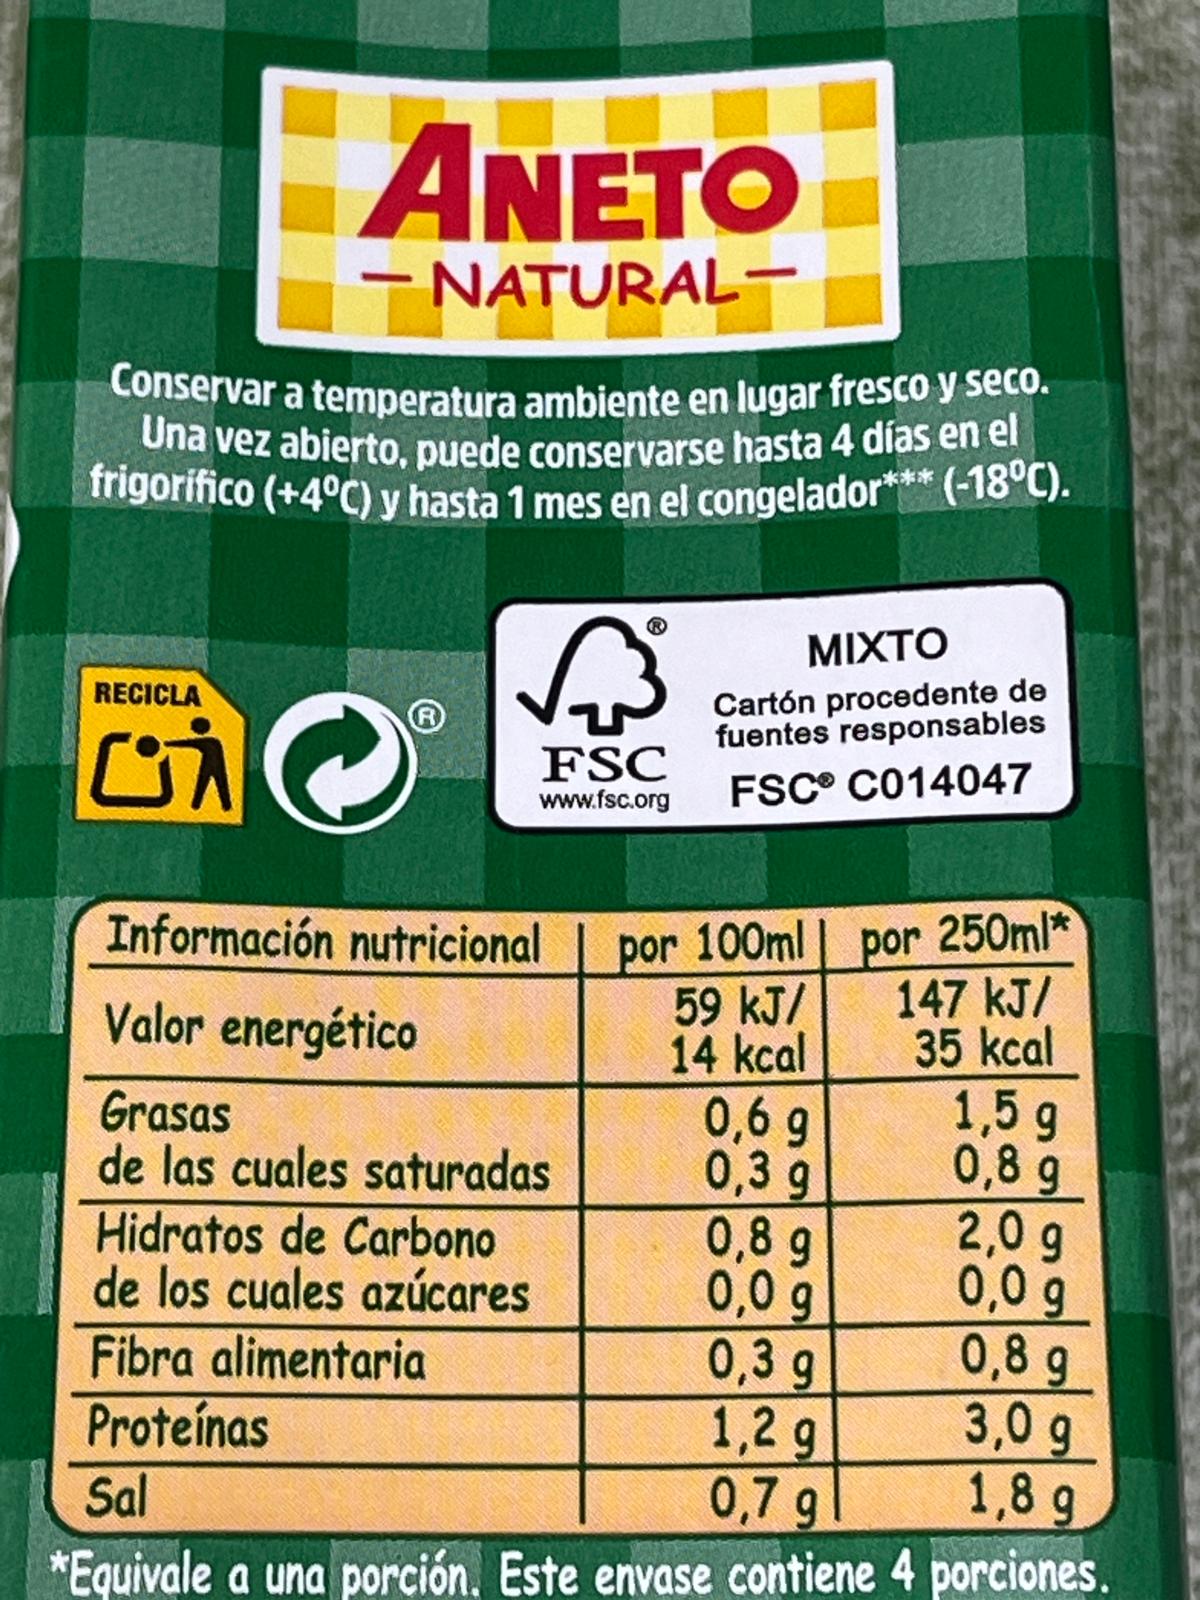 ANETO
NATURAL
Conservar a temperatura ambiente en lugar fresco y seco.
Una vez abierto, puede conservarse hasta 4 días en el
frigorífico (+4ºC) y hasta 1 mes en el congelador*** (-18ºC).
RECICLA
®
®
FSC
www.fsc.org
MIXTO
Cartón procedente de
fuentes responsables
FSC® C014047
Información nutricional por 100ml por 250ml*
Valor energético 59 kJ/ 147 kJ/
14 kcal 35 kcal
Grasas 0,6 g 1,5 g
de las cuales saturadas 0,3 g 0,8 g
Hidratos de Carbono 0,8 g 2,0 g
de los cuales azúcares 0,0 g 0,0 g
Fibra alimentaria 0,3 g 0,8 g
Proteínas 1,2 g 3,0 g
Sal 0,7 g 1,8 g
*Equivale a una porción. Este envase contiene 4 porciones.